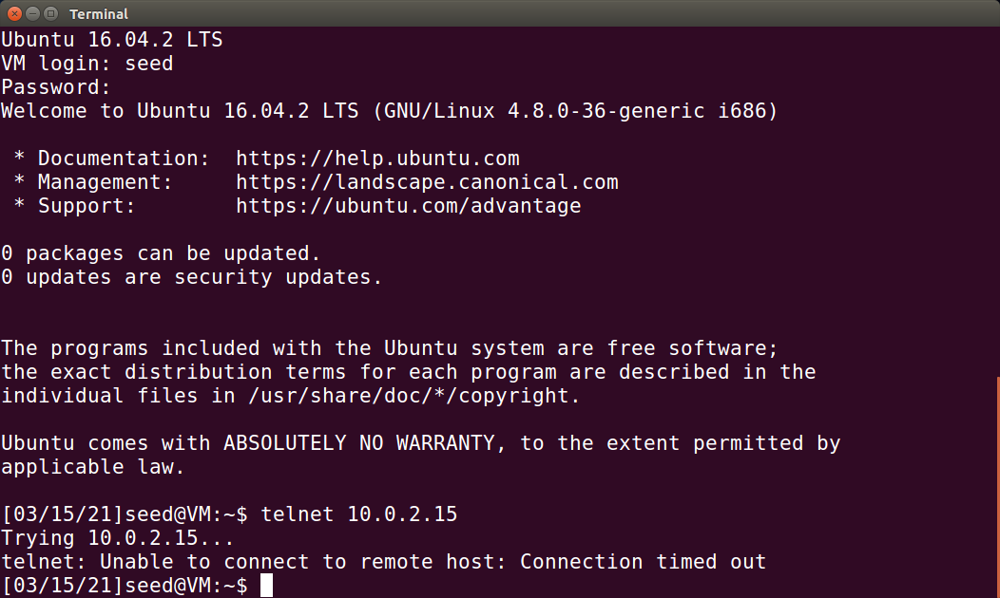 Terminal
Ubuntu 16.04.2 LTS
VM login: seed
Password:
Welcome to Ubuntu 16.04.2 LTS (GNU/Linux 4.8.0-36-generic i686)
* Documentation:  https://help.ubuntu.com
* Management:     https://landscape.canonical.com
* Support:        https://ubuntu.com/advantage
0 packages can be updated.
0 updates are security updates.
The programs included with the Ubuntu system are free software;
the exact distribution terms for each program are described in the
individual files in /usr/share/doc/*/copyright.
Ubuntu comes with ABSOLUTELY NO WARRANTY, to the extent permitted by
applicable law.
[03/15/21]seed@VM:~$ telnet 10.0.2.15
Trying 10.0.2.15...
telnet: Unable to connect to remote host: Connection timed out
[03/15/21]seed@VM:~$